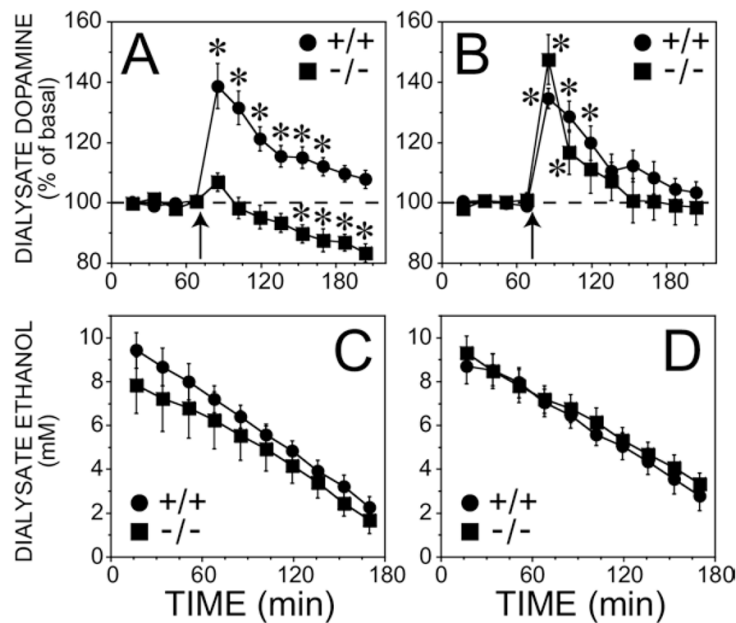 A
+/+
-/-
B
+/+
-/-
DIALYSATE DOPAMINE
(% of basal)
160
140
120
100
80
0 60 120 180
0 60 120 180
* * * * * *
* * * *
* * * * *
C
D
+/+
-/-
+/+
-/-
DIALYSATE ETHANOL
(mM)
10
8
6
4
2
0
0 60 120 180
0 60 120 180
TIME (min)
TIME (min)